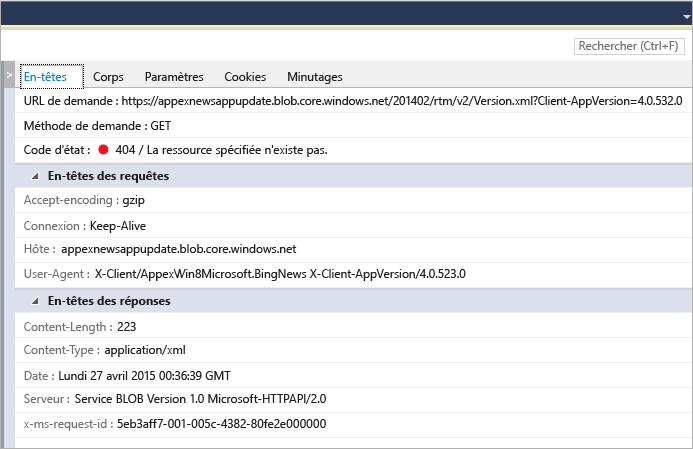 Rechercher (Ctrl+F)
En-têtes Corps Paramètres Cookies Minutages
URL de demande : https://appexnewsappupdate.blob.core.windows.net/201402/rtm/v2/Version.xml?Client-AppVersion=4.0.532.0
Méthode de demande : GET
Code d'état : 404 / La ressource spécifiée n'existe pas.
En-têtes des requêtes
Accept-encoding : gzip
Connexion : Keep-Alive
Hôte : appexnewsappupdate.blob.core.windows.net
User-Agent : X-Client/AppexWin8Microsoft.BingNews X-Client-AppVersion/4.0.523.0
En-têtes des réponses
Content-Length : 223
Content-Type : application/xml
Date : Lundi 27 avril 2015 00:36:39 GMT
Serveur : Service BLOB Version 1.0 Microsoft-HTTPAPI/2.0
x-ms-request-id : 5eb3aff7-001-005c-4382-80fe2e000000